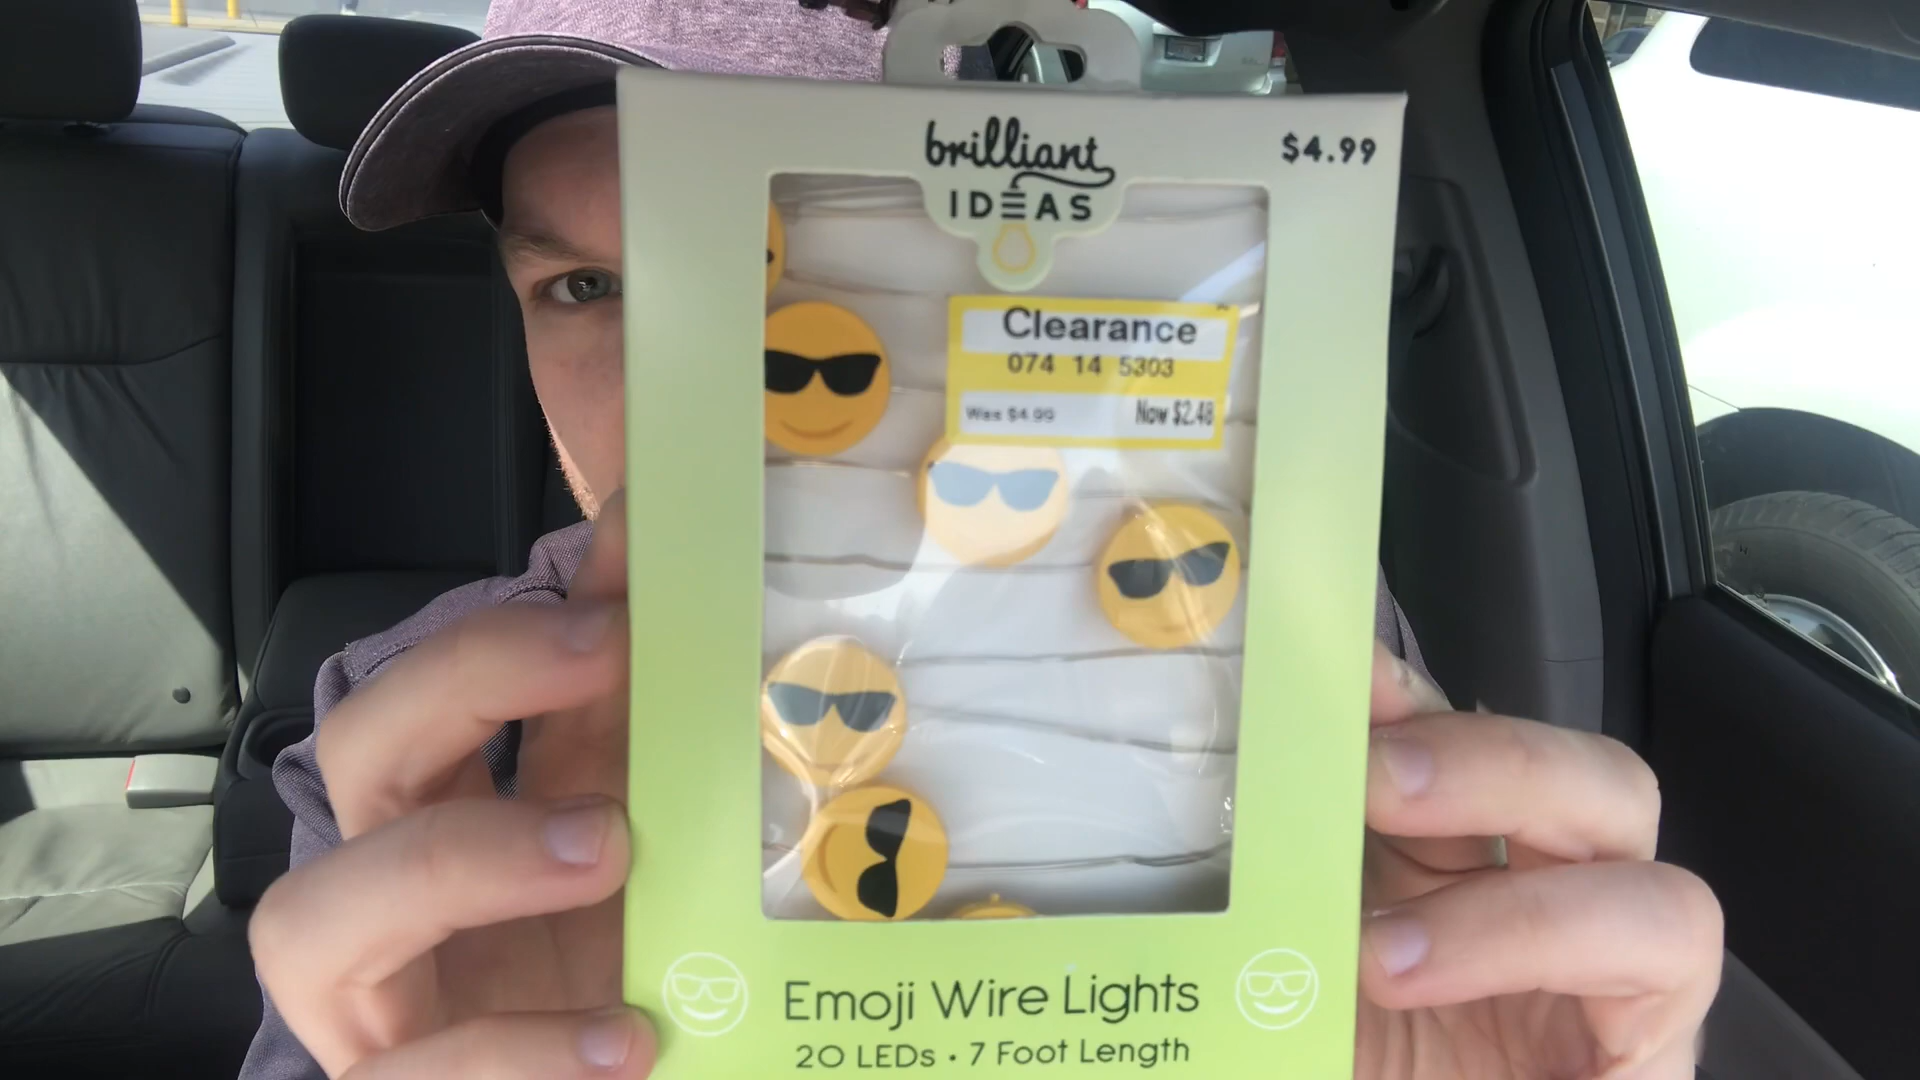 brilliant
IDEAS
$4.99
Clearance
074 14 5303
Was $4.99 Now $2.48
Emoji Wire Lights
20 LEDs • 7 Foot Length